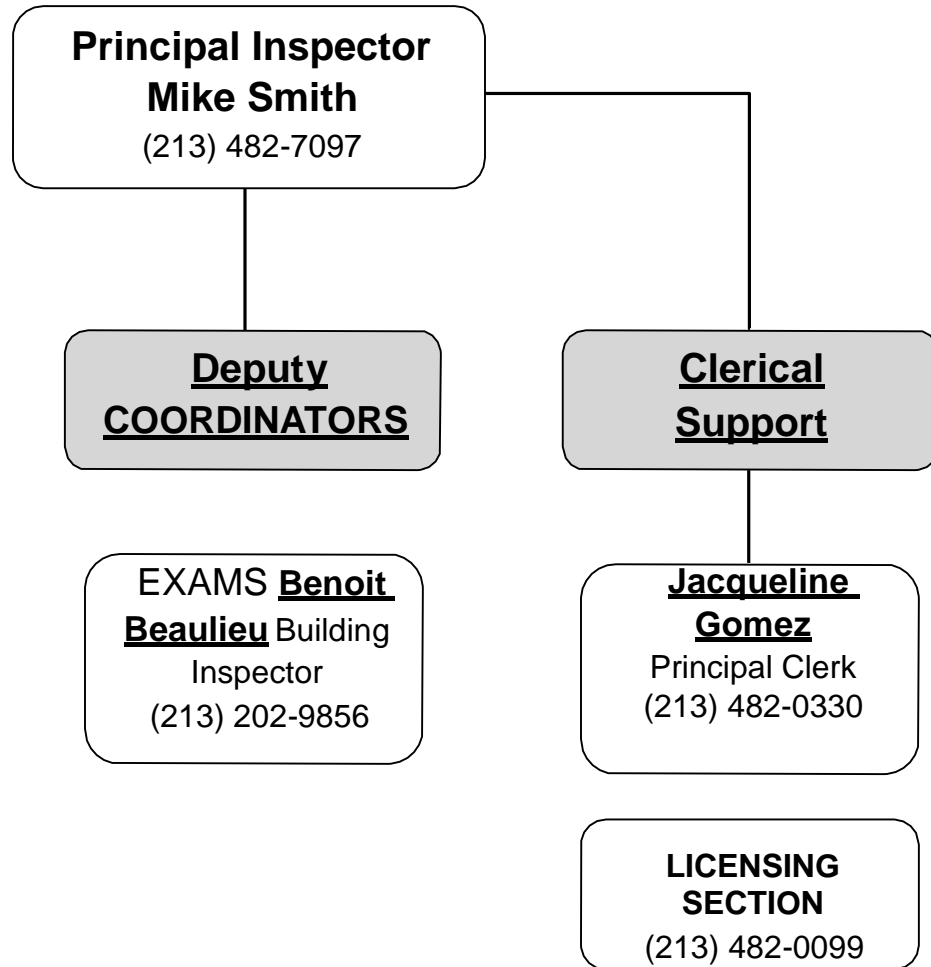 Principal Inspector
Mike Smith
(213) 482-7097
Deputy
COORDINATORS
Clerical
Support
EXAMS Benoit
Beaulieu Building
Inspector
(213) 202-9856
Jacqueline
Gomez
Principal Clerk
(213) 482-0330
LICENSING
SECTION
(213) 482-0099